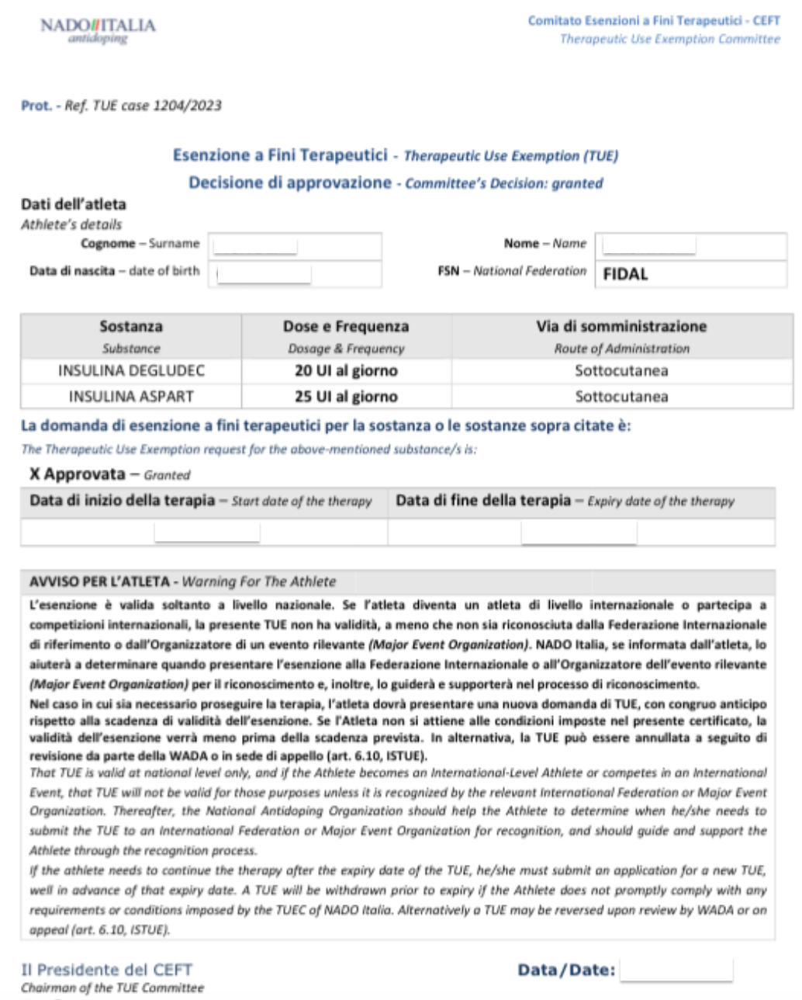 NADO//ITALIA
antidoping
Comitato Esenzioni a Fini Terapeutici - CEFT
Therapeutic Use Exemption Committee
Prot. - Ref. TUE case 1204/2023
Esenzione a Fini Terapeutici - Therapeutic Use Exemption (TUE)
Decisione di approvazione - Committee's Decision: granted
Dati dell'atleta
Athlete's details
Cognome – Surname
Nome – Name
Data di nascita – date of birth
FSN – National Federation FIDAL
Sostanza Dose e Frequenza Via di somministrazione
Substance Dosage & Frequency Route of Administration
INSULINA DEGLUDEC 20 UI al giorno Sottocutanea
INSULINA ASPART 25 UI al giorno Sottocutanea
La domanda di esenzione a fini terapeutici per la sostanza o le sostanze sopra citate è:
The Therapeutic Use Exemption request for the above-mentioned substance/s is:
X Approvata – Granted
Data di inizio della terapia – Start date of the therapy Data di fine della terapia – Expiry date of the therapy
AVVISO PER L'ATLETA - Warning For The Athlete
L'esenzione è valida soltanto a livello nazionale. Se l'atleta diventa un atleta di livello internazionale o partecipa a
competizioni internazionali, la presente TUE non ha validità, a meno che non sia riconosciuta dalla Federazione Internazionale
di riferimento o dall'Organizzatore di un evento rilevante (Major Event Organization). NADO Italia, se informata dall'atleta, lo
aiuterà a determinare quando presentare l'esenzione alla Federazione Internazionale o all'Organizzatore dell'evento rilevante
(Major Event Organization) per il riconoscimento e, inoltre, lo guiderà e supporterà nel processo di riconoscimento.
Nel caso in cui sia necessario proseguire la terapia, l'atleta dovrà presentare una nuova domanda di TUE, con congruo anticipo
rispetto alla scadenza di validità dell'esenzione. Se l'Atleta non si attiene alle condizioni imposte nel presente certificato, la
validità dell'esenzione verrà meno prima della scadenza prevista. In alternativa, la TUE può essere annullata a seguito di
revisione da parte della WADA o in sede di appello (art. 6.10, ISTUE).
That TUE is valid at national level only, and if the Athlete becomes an International-Level Athlete or competes in an International
Event, that TUE will not be valid for those purposes unless it is recognized by the relevant International Federation or Major Event
Organization. Thereafter, the National Antidoping Organization should help the Athlete to determine when he/she needs to
submit the TUE to an International Federation or Major Event Organization for recognition, and should guide and support the
Athlete through the recognition process.
If the athlete needs to continue the therapy after the expiry date of the TUE, he/she must submit an application for a new TUE,
well in advance of that expiry date. A TUE will be withdrawn prior to expiry if the Athlete does not promptly comply with any
requirements or conditions imposed by the TUEC of NADO Italia. Alternatively a TUE may be reversed upon review by WADA or on
appeal (art. 6.10, ISTUE).
Il Presidente del CEFT
Data/Date:
Chairman of the TUE Committee